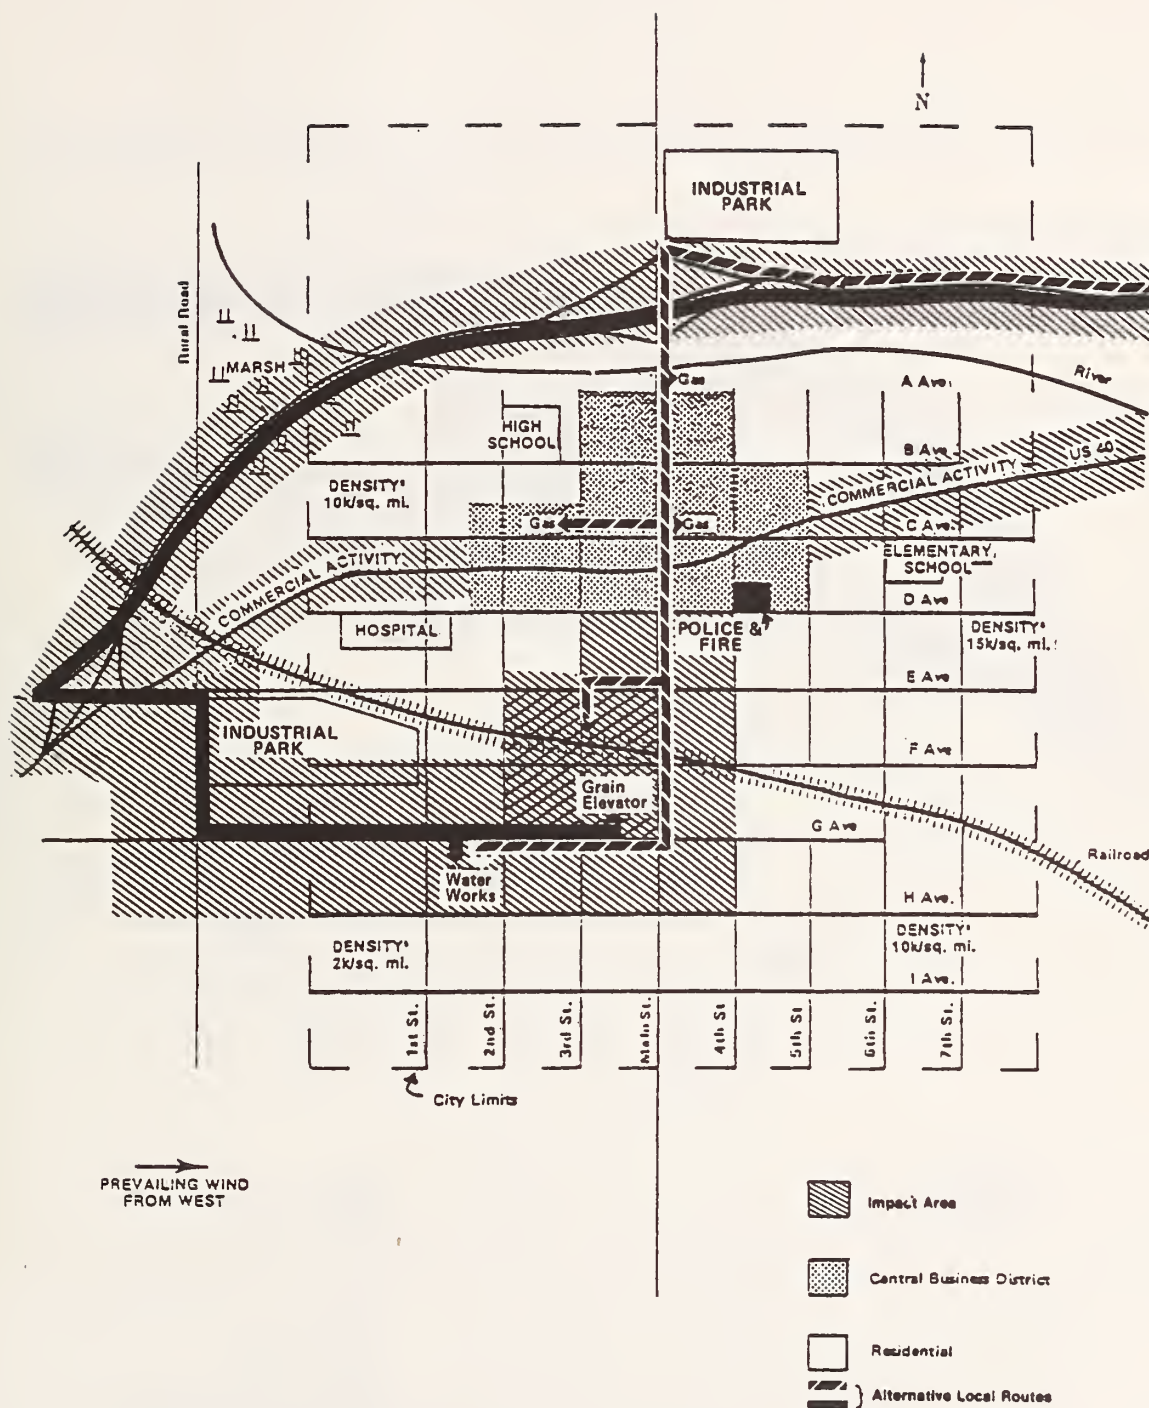 N
INDUSTRIAL
PARK
Rural Road
MARSH
Gas
A Ave.
River
HIGH
SCHOOL
B Ave.
US 40
COMMERCIAL ACTIVITY
DENSITY*
10k/sq. mi.
Gas
Gas
C Ave.
ELEMENTARY
SCHOOL
COMMERCIAL ACTIVITY
D Ave
HOSPITAL
POLICE &
FIRE
DENSITY*
15k/sq. mi.
E Ave
INDUSTRIAL
PARK
F Ave
Grain
Elevator
G Ave
Railroad
Water
Works
H Ave.
DENSITY*
2k/sq. mi.
DENSITY*
10k/sq. mi.
I Ave.
1st St.
2nd St.
3rd St.
Main St.
4th St.
5th St
6th St.
7th St.
City Limits
PREVAILING WIND
FROM WEST
Impact Area
Central Business District
Residential
Alternative Local Routes